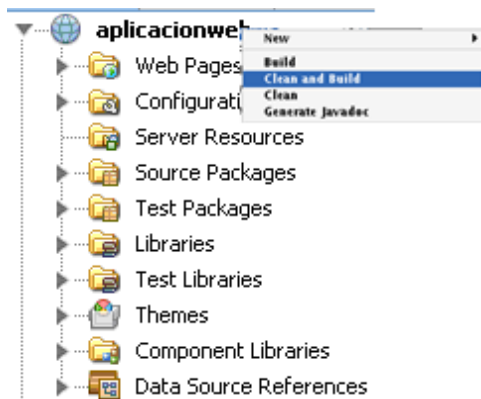 aplicacionwe
New
Web Pages
Build
Clean and Build
Configurati
Clean
Generate Javadoc
Server Resources
Source Packages
Test Packages
Libraries
Test Libraries
Themes
Component Libraries
Data Source References